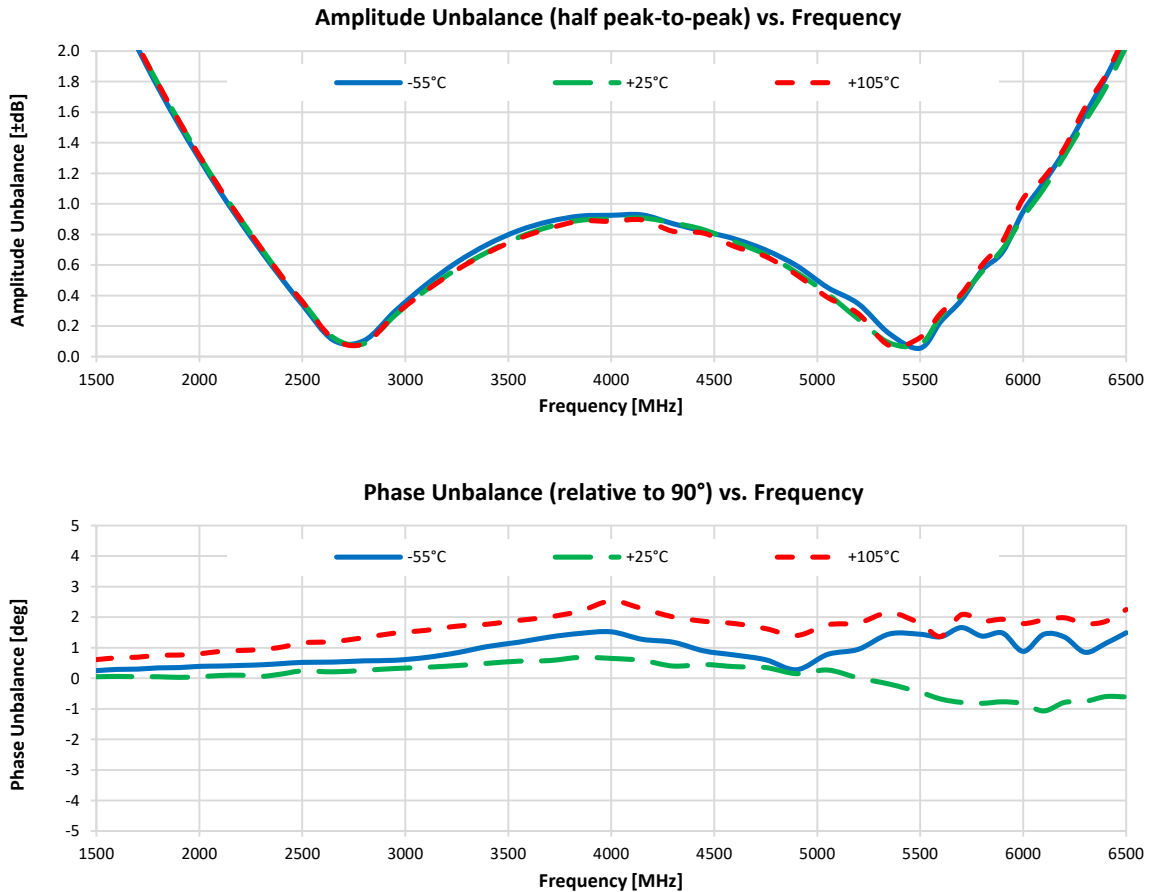 Amplitude Unbalance (half peak-to-peak) vs. Frequency
Amplitude Unbalance [±dB]
2.0
1.8
1.6
1.4
1.2
1.0
0.8
0.6
0.4
0.2
0.0
-55°C +25°C +105°C
1500 2000 2500 3000 3500 4000 4500 5000 5500 6000 6500
Frequency [MHz]
Phase Unbalance (relative to 90°) vs. Frequency
Phase Unbalance [deg]
5
4
3
2
1
0
-1
-2
-3
-4
-5
-55°C +25°C +105°C
1500 2000 2500 3000 3500 4000 4500 5000 5500 6000 6500
Frequency [MHz]